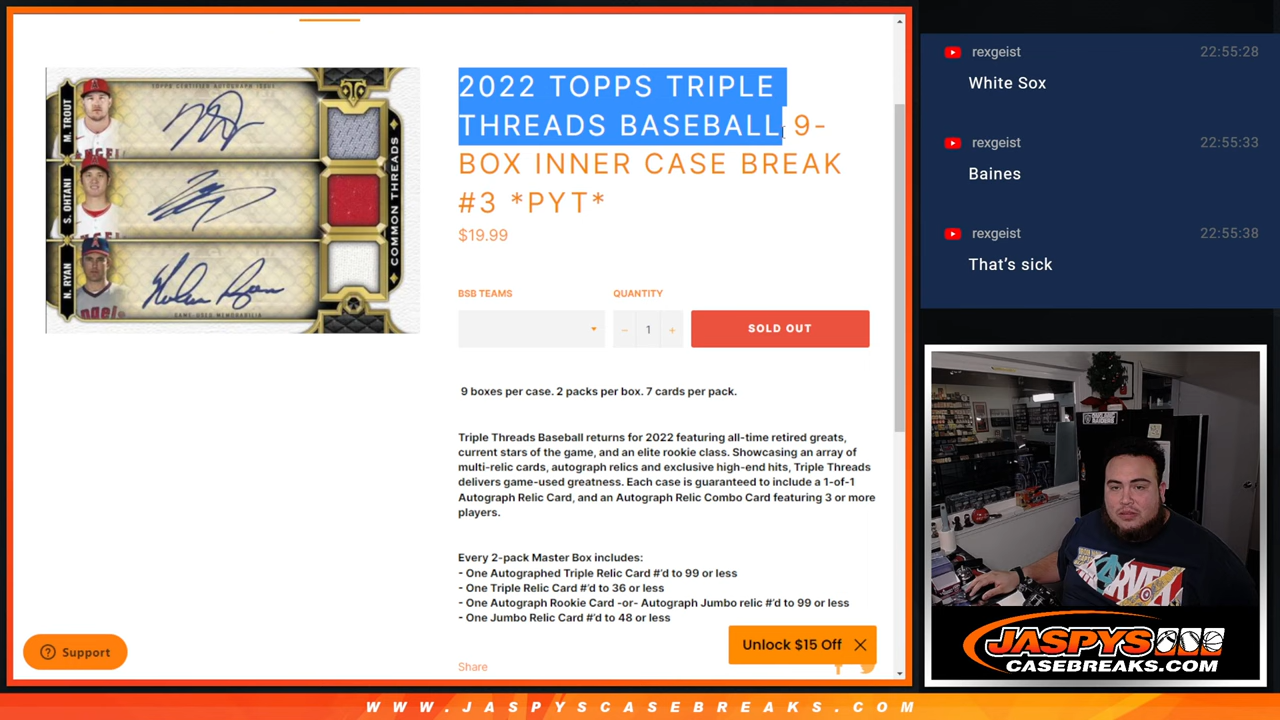 TOPPS CERTIFIED AUTOGRAPH ISSUE
M. TROUT
S. OHTANI
N. RYAN
COMMON THREADS
GAME-USED MEMORABILIA
2022 TOPPS TRIPLE
THREADS BASEBALL 9-
BOX INNER CASE BREAK
#3 *PYT*
$19.99
BSB TEAMS
QUANTITY
− 1 +
SOLD OUT
9 boxes per case. 2 packs per box. 7 cards per pack.
Triple Threads Baseball returns for 2022 featuring all-time retired greats,
current stars of the game, and an elite rookie class. Showcasing an array of
multi-relic cards, autograph relics and exclusive high-end hits, Triple Threads
delivers game-used greatness. Each case is guaranteed to include a 1-of-1
Autograph Relic Card, and an Autograph Relic Combo Card featuring 3 or more
players.
Every 2-pack Master Box includes:
- One Autographed Triple Relic Card #'d to 99 or less
- One Triple Relic Card #'d to 36 or less
- One Autograph Rookie Card -or- Autograph Jumbo relic #'d to 99 or less
- One Jumbo Relic Card #'d to 48 or less
Share
Support
Unlock $15 Off
rexgeist 22:55:28
White Sox
rexgeist 22:55:33
Baines
rexgeist 22:55:38
That's sick
MARVEL
JASPYS
CASEBREAKS.COM
WWW.JASPYSCASEBREAKS.COM